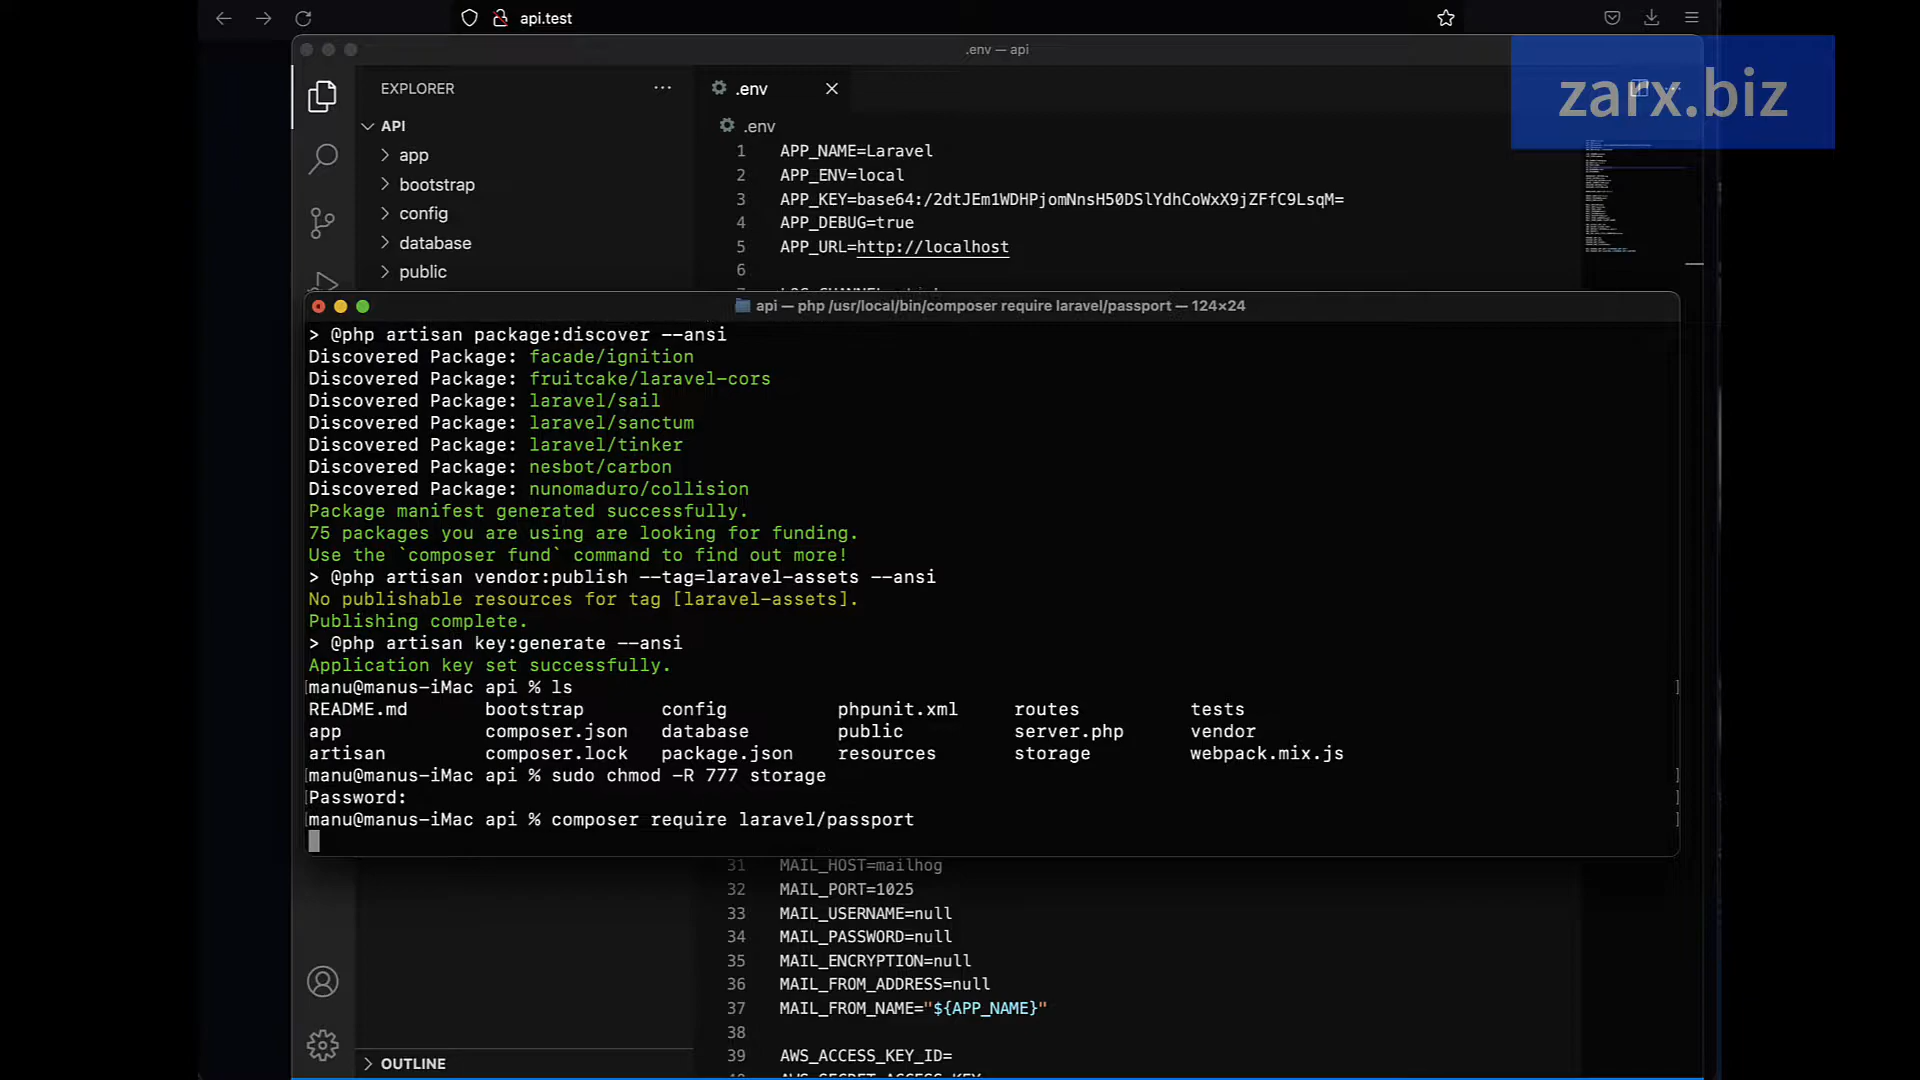 api.test
.env — api
zarx.biz
EXPLORER
.env
API
.env
app
bootstrap
config
database
public
1 APP_NAME=Laravel
2 APP_ENV=local
3 APP_KEY=base64:/2dtJEm1WDHPjomNnsH50DSlYdhCoWxX9jZFfC9LsqM=
4 APP_DEBUG=true
5 APP_URL=http://localhost
6
api — php /usr/local/bin/composer require laravel/passport — 124×24
> @php artisan package:discover --ansi
Discovered Package: facade/ignition
Discovered Package: fruitcake/laravel-cors
Discovered Package: laravel/sail
Discovered Package: laravel/sanctum
Discovered Package: laravel/tinker
Discovered Package: nesbot/carbon
Discovered Package: nunomaduro/collision
Package manifest generated successfully.
75 packages you are using are looking for funding.
Use the `composer fund` command to find out more!
> @php artisan vendor:publish --tag=laravel-assets --ansi
No publishable resources for tag [laravel-assets].
Publishing complete.
> @php artisan key:generate --ansi
Application key set successfully.
manu@manus-iMac api % ls
README.md bootstrap config phpunit.xml routes tests
app composer.json database public server.php vendor
artisan composer.lock package.json resources storage webpack.mix.js
manu@manus-iMac api % sudo chmod -R 777 storage
Password:
manu@manus-iMac api % composer require laravel/passport
31 MAIL_HOST=mailhog
32 MAIL_PORT=1025
33 MAIL_USERNAME=null
34 MAIL_PASSWORD=null
35 MAIL_ENCRYPTION=null
36 MAIL_FROM_ADDRESS=null
37 MAIL_FROM_NAME="${APP_NAME}"
38
39 AWS_ACCESS_KEY_ID=
OUTLINE